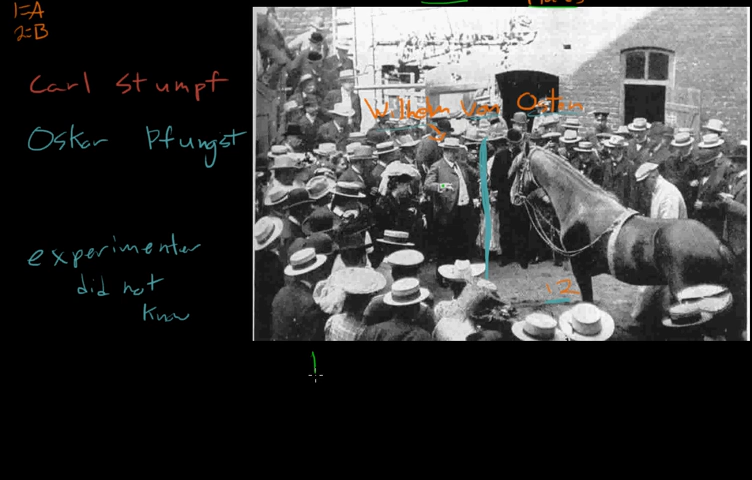 1=A
2=B
Carl Stumpf
Wilhelm Von Osten
Oskar Pfungst
experimenter
did not
know
12